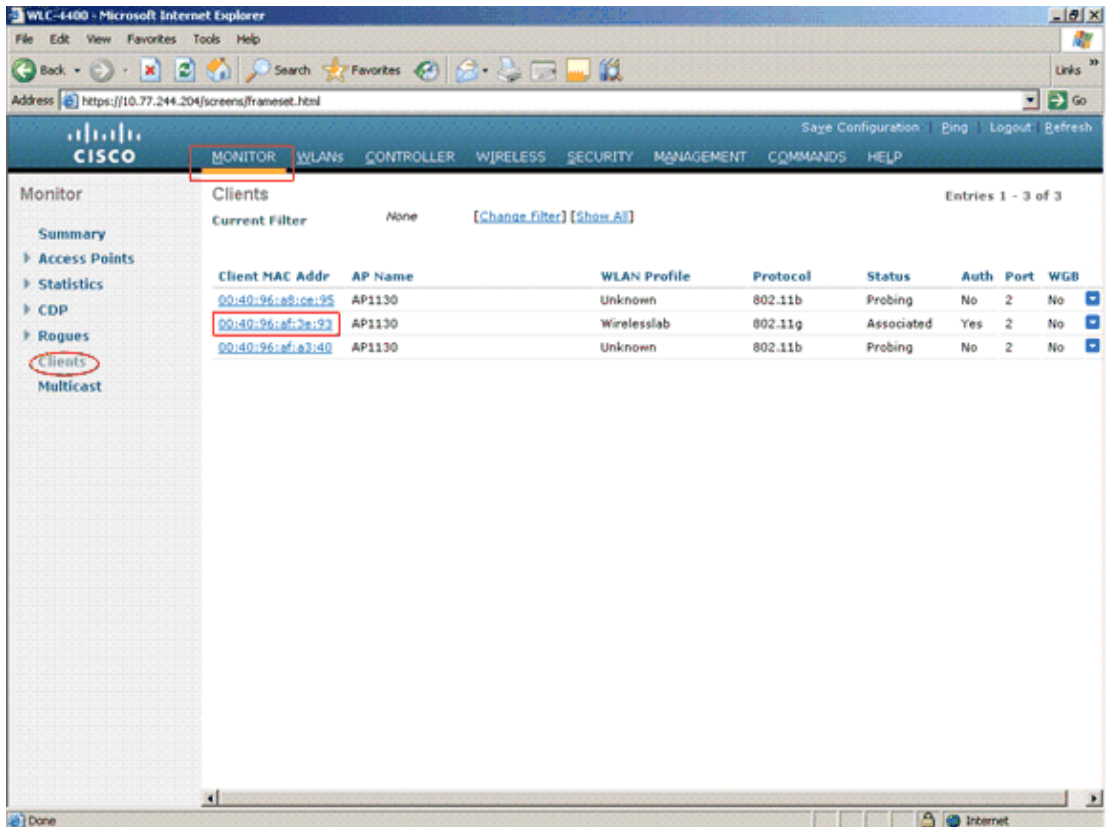 WLC-4400 - Microsoft Internet Explorer
File Edit View Favorites Tools Help
Back Search Favorites Links »
Address https://10.77.244.204/screens/frameset.html Go
Save Configuration | Ping | Logout | Refresh
CISCO MONITOR WLANs CONTROLLER WIRELESS SECURITY MANAGEMENT COMMANDS HELP
Monitor
Summary
Access Points
Statistics
CDP
Rogues
Clients
Multicast
Clients Entries 1 - 3 of 3
Current Filter None [Change Filter] [Show All]
Client MAC Addr AP Name WLAN Profile Protocol Status Auth Port WGB
00:40:96:a8:ce:95 AP1130 Unknown 802.11b Probing No 2 No
00:40:96:af:3e:93 AP1130 Wirelesslab 802.11g Associated Yes 2 No
00:40:96:af:a3:40 AP1130 Unknown 802.11b Probing No 2 No
Done Internet